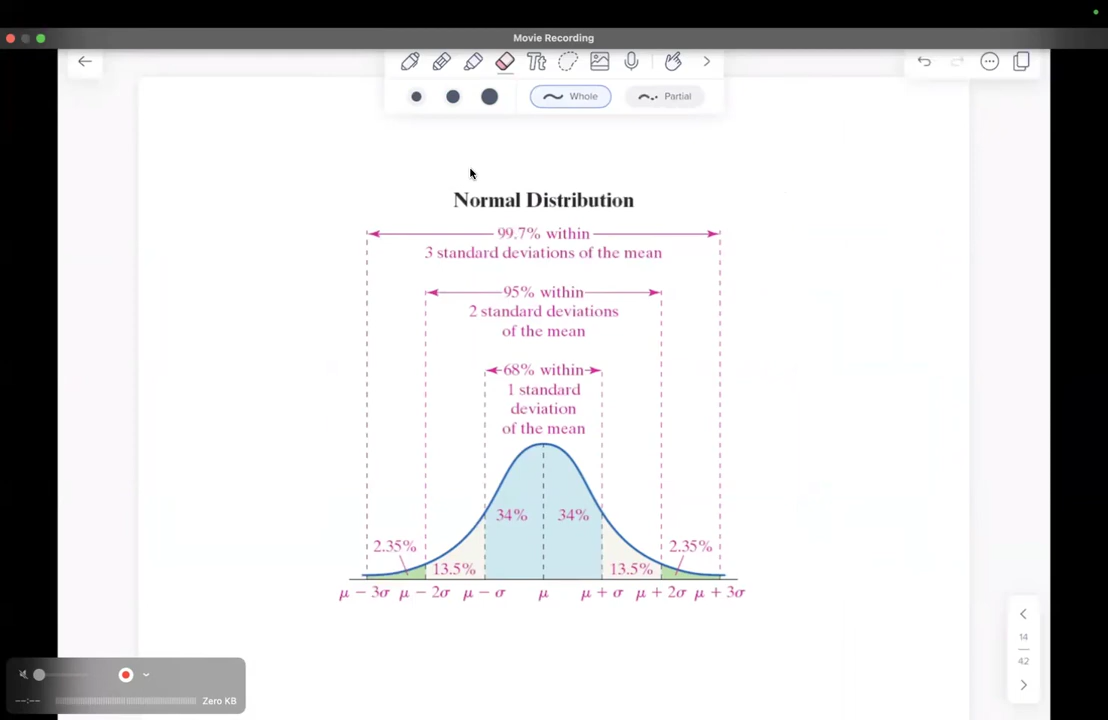 Movie Recording
Tt
Whole
Partial
Normal Distribution
99.7% within
3 standard deviations of the mean
95% within
2 standard deviations
of the mean
68% within
1 standard
deviation
of the mean
34% 34%
2.35% 2.35%
13.5% 13.5%
μ − 3σ μ − 2σ μ − σ μ μ + σ μ + 2σ μ + 3σ
14
42
--:-- Zero KB